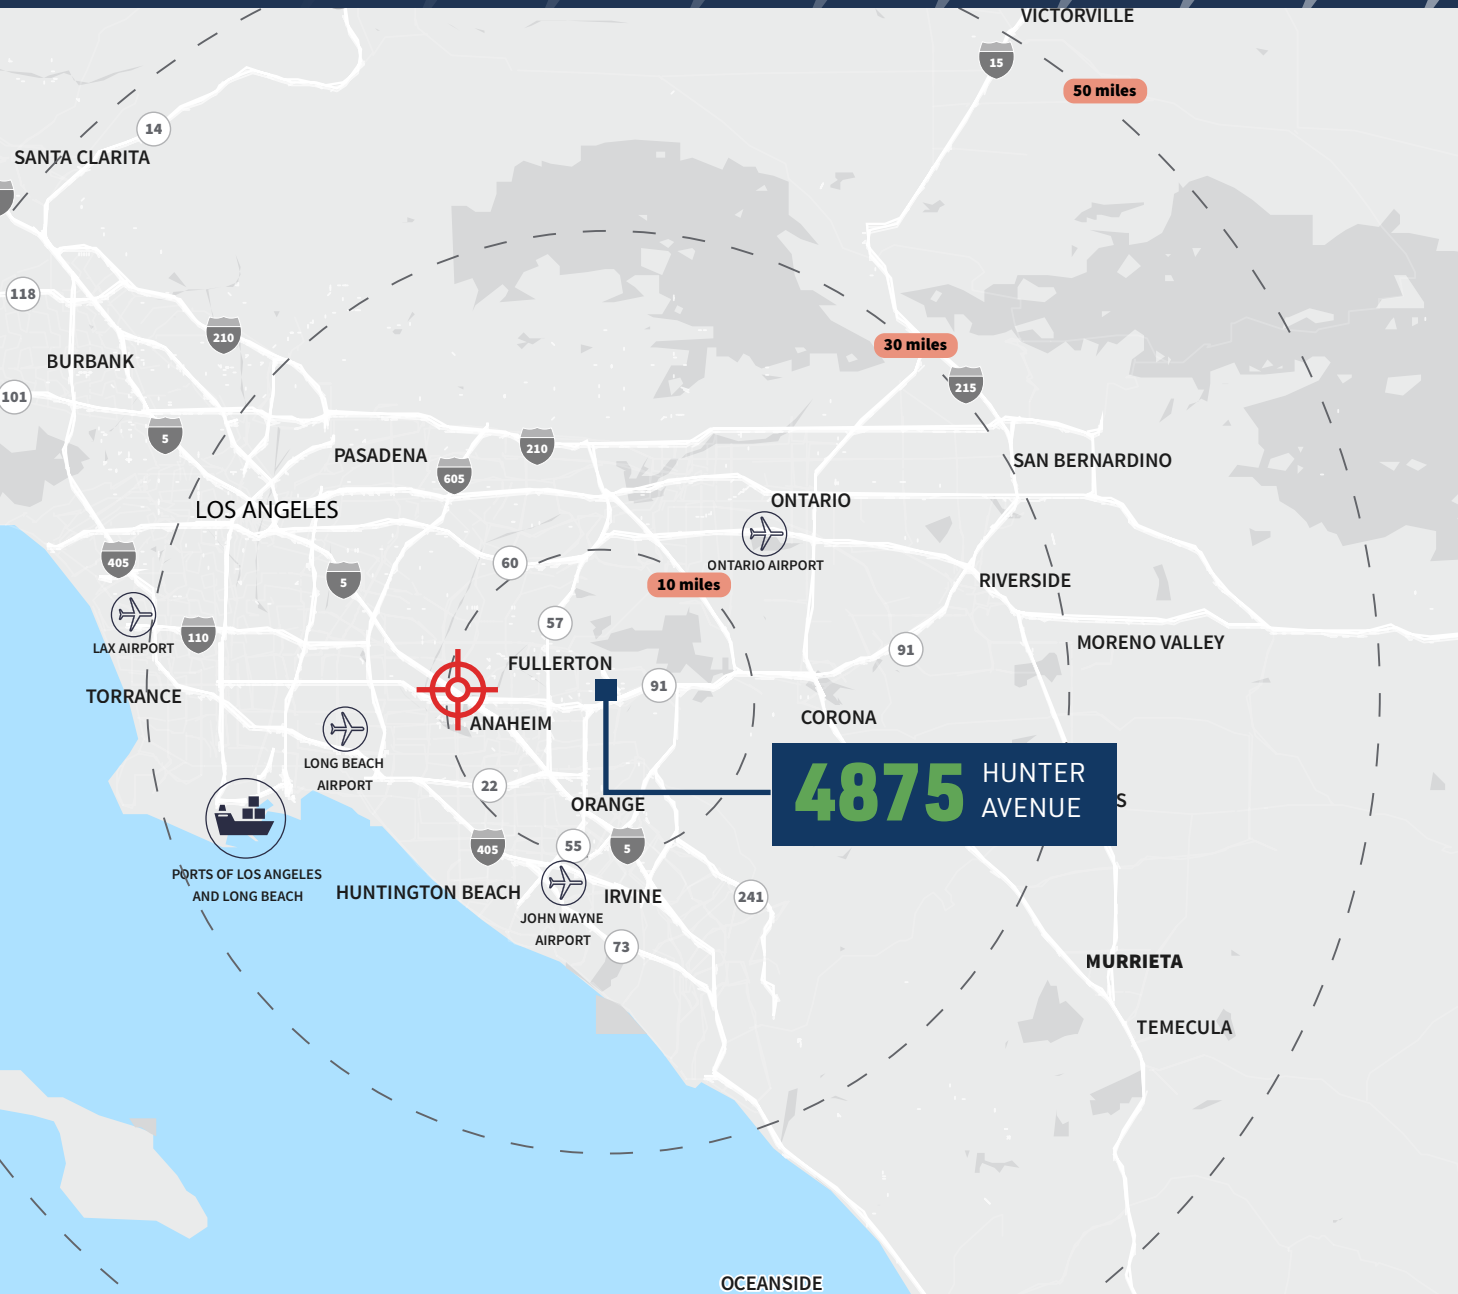 VICTORVILLE
15
50 miles
14
SANTA CLARITA
118
210
30 miles
BURBANK
215
101
5
210
PASADENA
605
SAN BERNARDINO
ONTARIO
LOS ANGELES
405
60
ONTARIO AIRPORT
5
10 miles
RIVERSIDE
57
110
LAX AIRPORT
MORENO VALLEY
91
FULLERTON
91
TORRANCE
ANAHEIM
CORONA
LONG BEACH
AIRPORT
22
4875 HUNTER
AVENUE
S
ORANGE
405
55
5
PORTS OF LOS ANGELES
AND LONG BEACH
HUNTINGTON BEACH
IRVINE
241
JOHN WAYNE
AIRPORT
73
MURRIETA
TEMECULA
OCEANSIDE